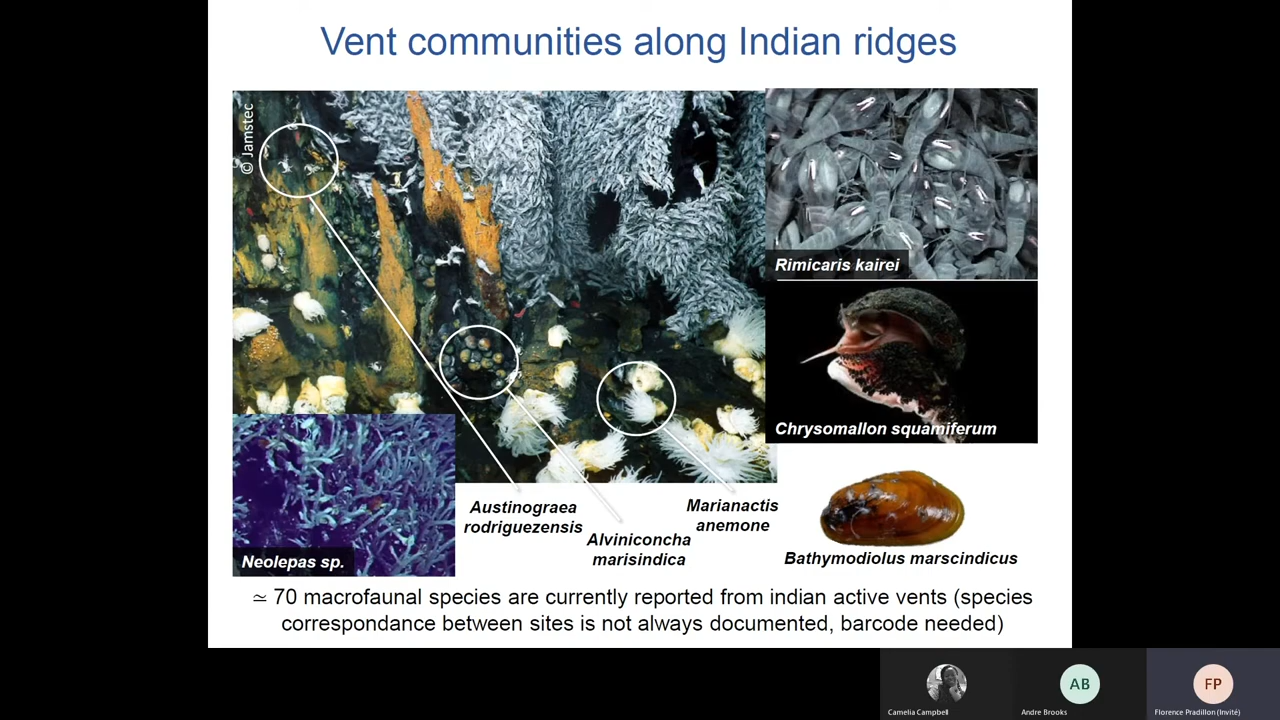 Vent communities along Indian ridges
© Jamstec
Rimicaris kairei
Chrysomallon squamiferum
Austinograea
rodriguezensis
Alviniconcha
marisindica
Marianactis
anemone
Bathymodiolus marscindicus
Neolepas sp.
≃ 70 macrofaunal species are currently reported from indian active vents (species
correspondance between sites is not always documented, barcode needed)
AB
FP
Camelia Campbell
Andre Brooks
Florence Pradillon (Invité)